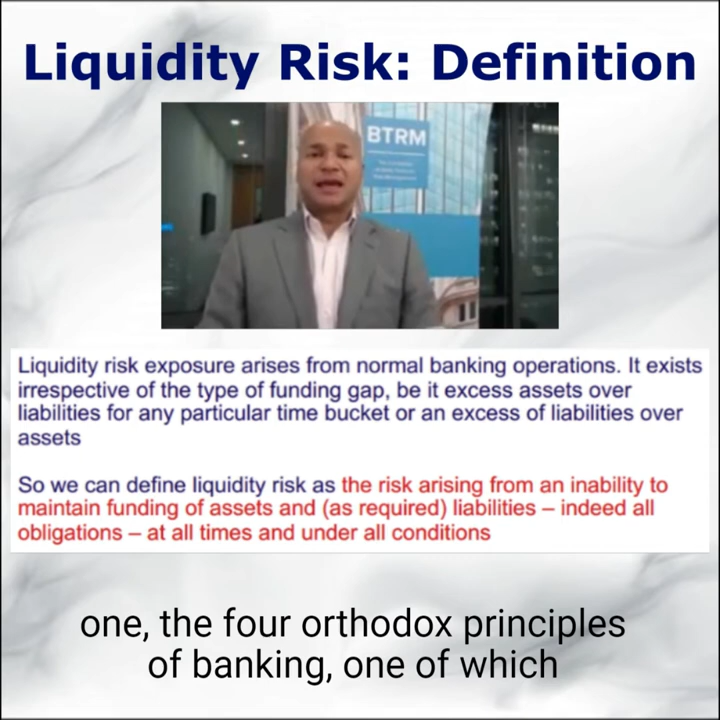 Liquidity Risk: Definition
BTRM
Liquidity risk exposure arises from normal banking operations. It exists
irrespective of the type of funding gap, be it excess assets over
liabilities for any particular time bucket or an excess of liabilities over
assets
So we can define liquidity risk as the risk arising from an inability to
maintain funding of assets and (as required) liabilities – indeed all
obligations – at all times and under all conditions
one, the four orthodox principles
of banking, one of which